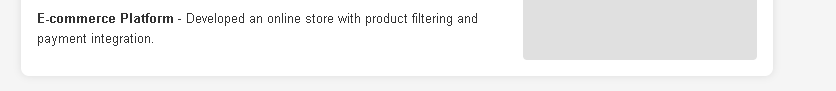 E-commerce Platform - Developed an online store with product filtering and
payment integration.